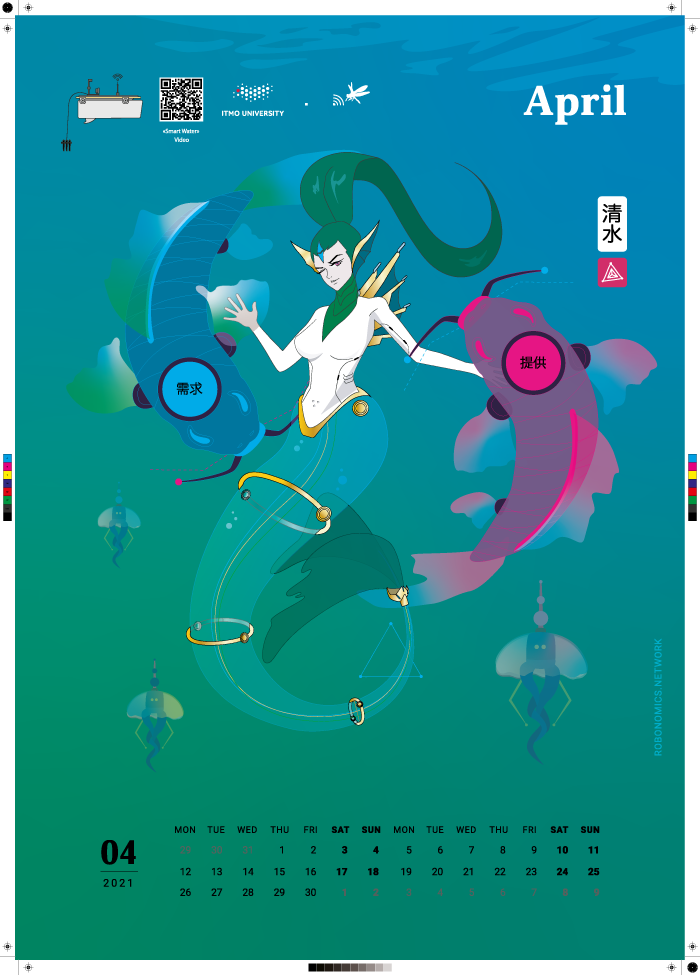 April
«Smart Water»
Video
ITMO UNIVERSITY
清
水
需求
提供
ROBONOMICS.NETWORK
04
2021
MON TUE WED THU FRI SAT SUN MON TUE WED THU FRI SAT SUN
29 30 31 1 2 3 4 5 6 7 8 9 10 11
12 13 14 15 16 17 18 19 20 21 22 23 24 25
26 27 28 29 30 1 2 3 4 5 6 7 8 9